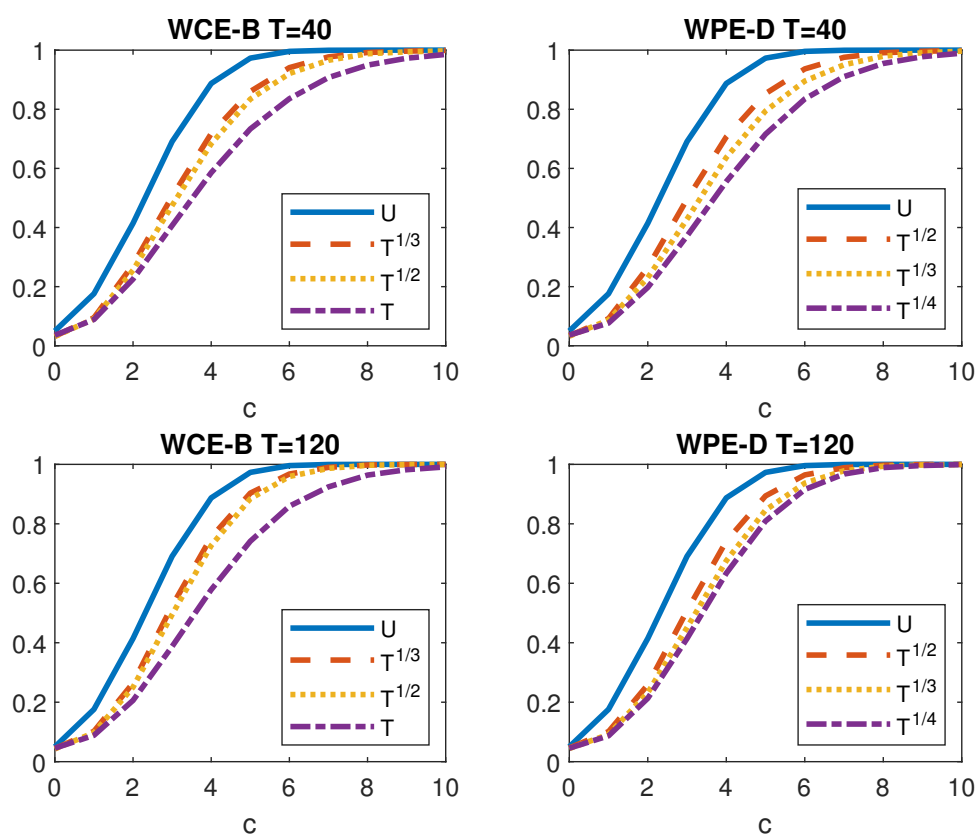 WCE-B T=40
1
0.8
0.6
0.4
0.2
0
0 2 4 6 8 10
c
U
T^{1/3}
T^{1/2}
T
WPE-D T=40
1
0.8
0.6
0.4
0.2
0
0 2 4 6 8 10
c
U
T^{1/2}
T^{1/3}
T^{1/4}
WCE-B T=120
1
0.8
0.6
0.4
0.2
0
0 2 4 6 8 10
c
U
T^{1/3}
T^{1/2}
T
WPE-D T=120
1
0.8
0.6
0.4
0.2
0
0 2 4 6 8 10
c
U
T^{1/2}
T^{1/3}
T^{1/4}